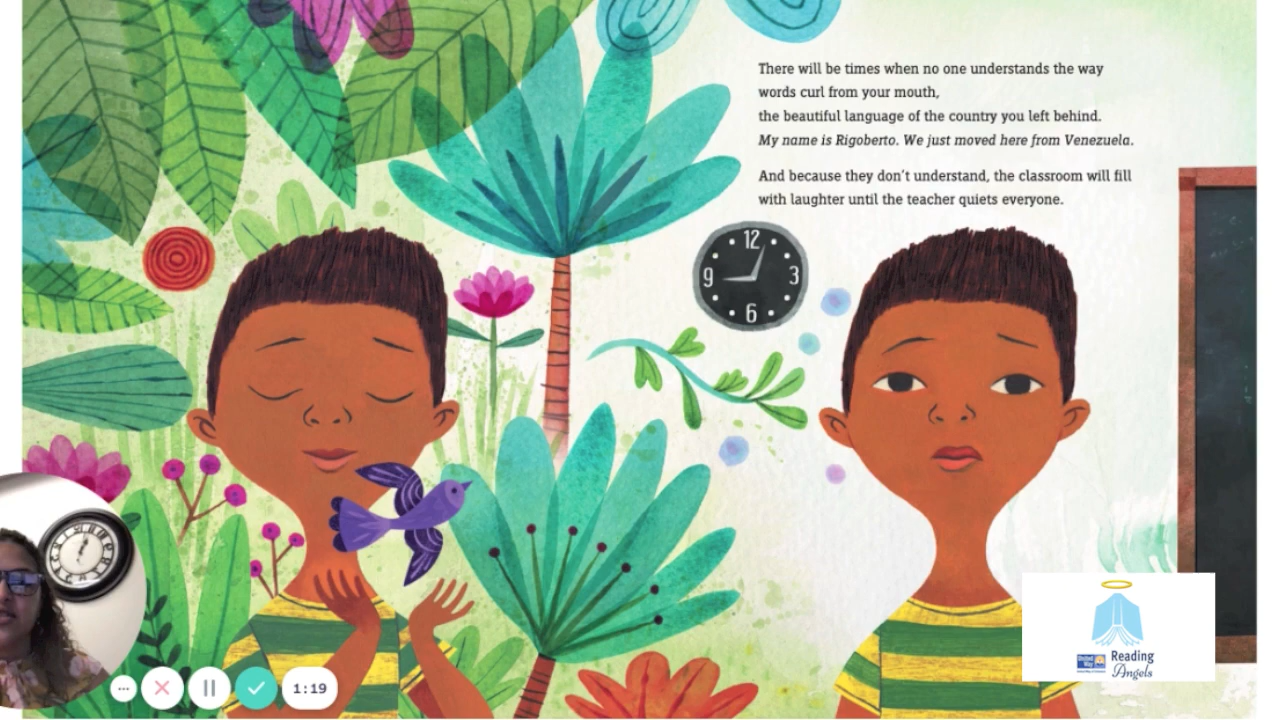 There will be times when no one understands the way
words curl from your mouth,
the beautiful language of the country you left behind.
My name is Rigoberto. We just moved here from Venezuela.
And because they don't understand, the classroom will fill
with laughter until the teacher quiets everyone.
12
9
3
6
United
Way
Reading
Angels
1:19